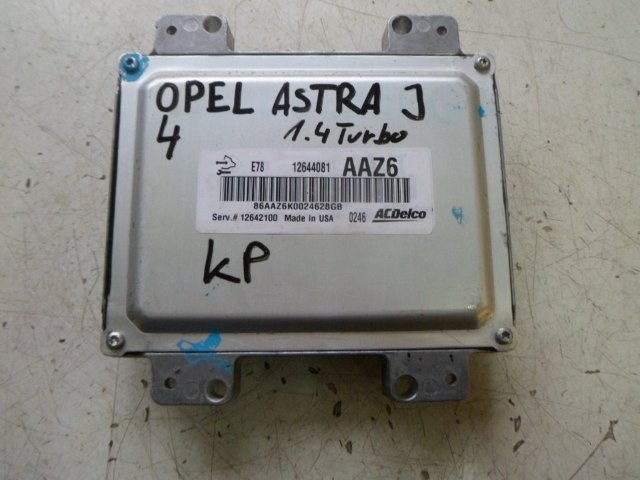 OPEL ASTRA J
4 1.4 Turbo
E78 12644081 AAZ6
86AAZ6K0024628GB
Serv.# 12642100 Made in USA 0246 ACDelco
KP